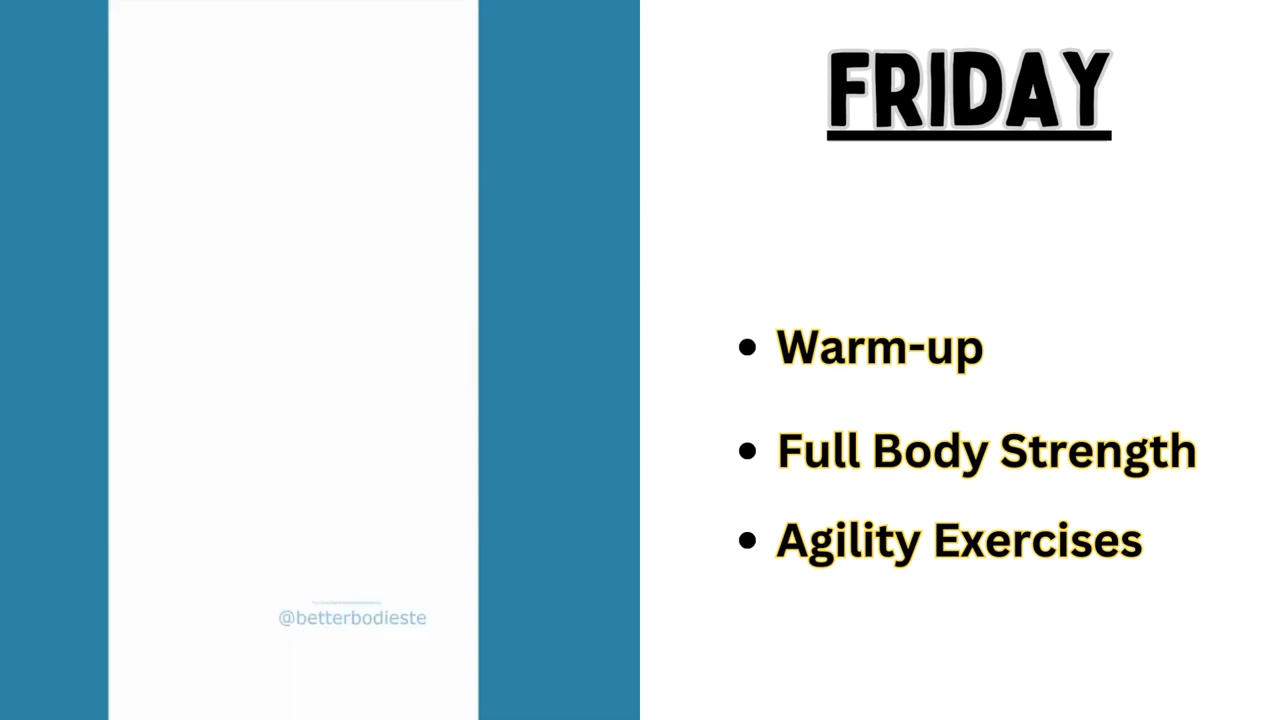 FRIDAY
• Warm-up
• Full Body Strength
• Agility Exercises
@betterbodieste